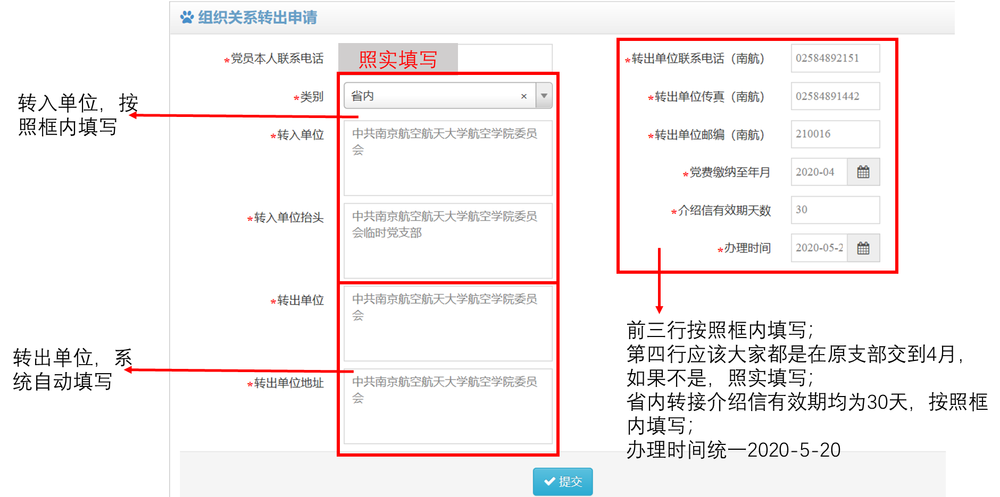 组织关系转出申请
*党员本人联系电话
照实填写
*类别
省内
×
转入单位，按
照框内填写
*转入单位
中共南京航空航天大学航空学院委员
会
*转入单位抬头
中共南京航空航天大学航空学院委员
会临时党支部
*转出单位
中共南京航空航天大学航空学院委员
会
转出单位，系
统自动填写
*转出单位地址
中共南京航空航天大学航空学院委员
会
*转出单位联系电话（南航）
02584892151
*转出单位传真（南航）
02584891442
*转出单位邮编（南航）
210016
*党费缴纳至年月
2020-04
*介绍信有效期天数
30
*办理时间
2020-05-2
前三行按照框内填写；
第四行应该大家都是在原支部交到4月，
如果不是，照实填写；
省内转接介绍信有效期均为30天，按照框
内填写；
办理时间统一2020-5-20
提交